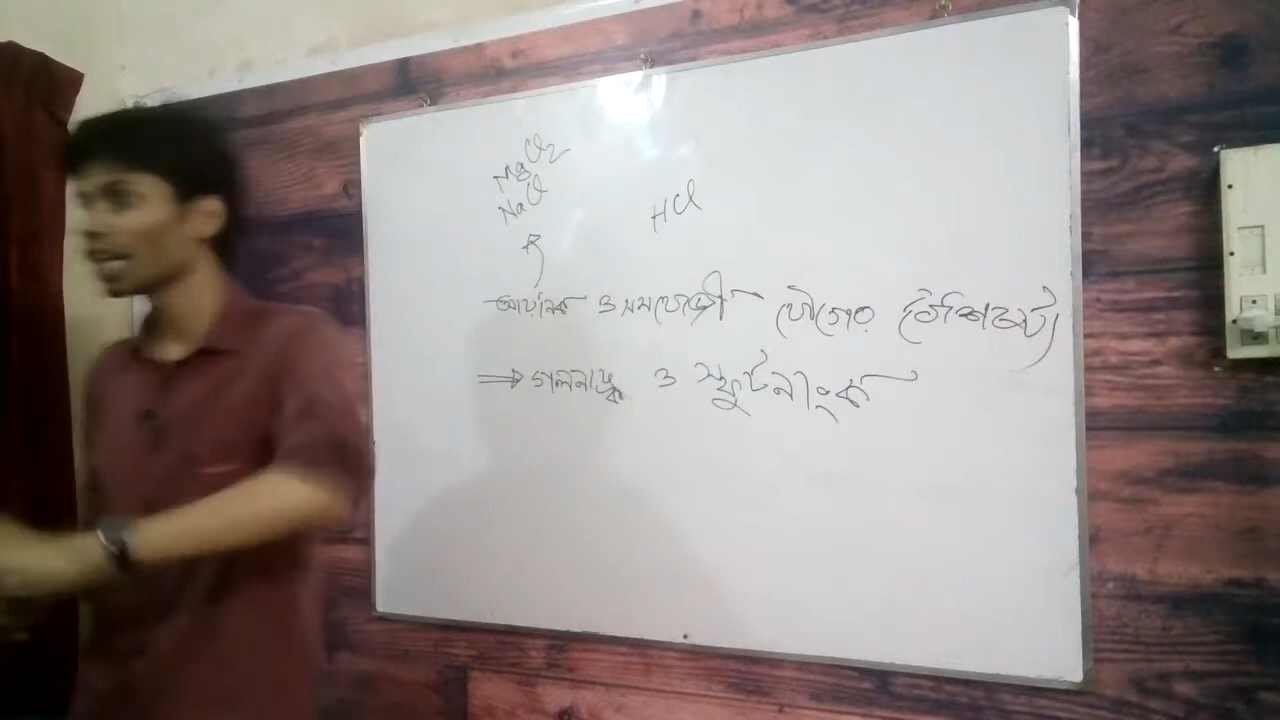 MgCl2
NaCl HCl
আয়নিক ও সমযোজী যৌগের বৈশিষ্ট্য
⇒ গলনাঙ্ক ও স্ফুটনাংক